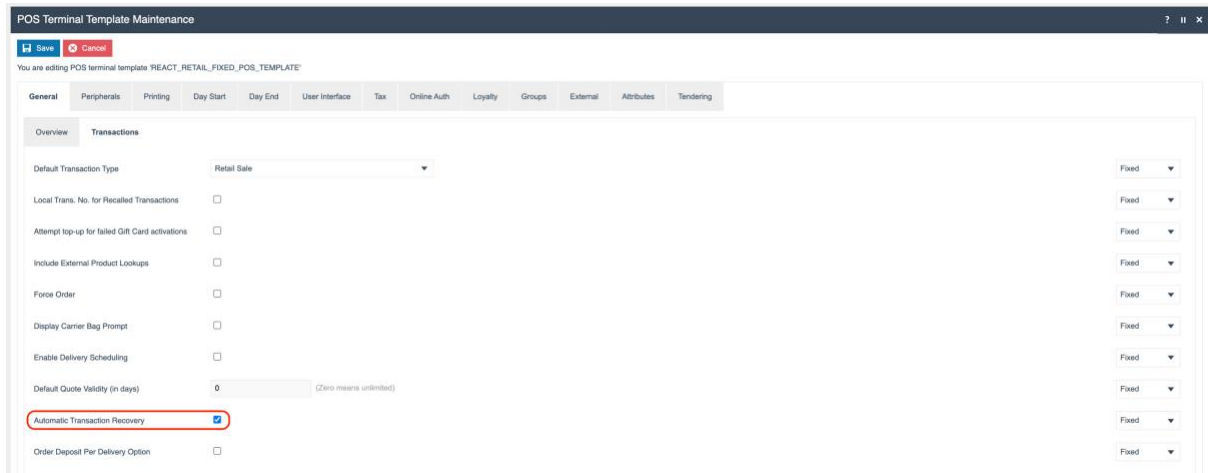 POS Terminal Template Maintenance
Save Cancel
You are editing POS terminal template 'REACT_RETAIL_FIXED_POS_TEMPLATE'
General Peripherals Printing Day Start Day End User Interface Tax Online Auth Loyalty Groups External Attributes Tendering
Overview Transactions
Default Transaction Type Retail Sale Fixed
Local Trans. No. for Recalled Transactions Fixed
Attempt top-up for failed Gift Card activations Fixed
Include External Product Lookups Fixed
Force Order Fixed
Display Carrier Bag Prompt Fixed
Enable Delivery Scheduling Fixed
Default Quote Validity (in days) 0 (Zero means unlimited) Fixed
Automatic Transaction Recovery Fixed
Order Deposit Per Delivery Option Fixed